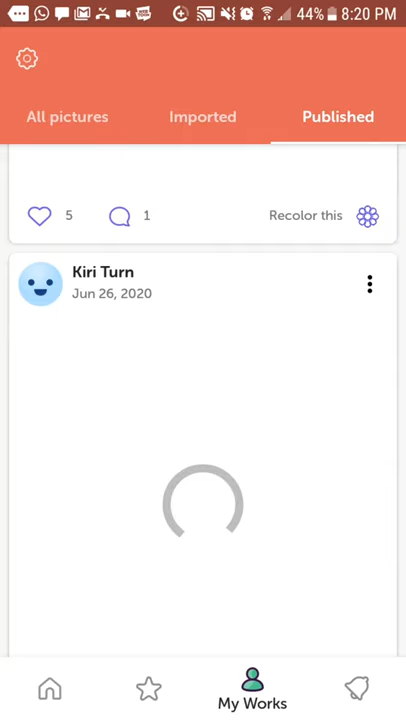 44% 8:20 PM
All pictures Imported Published
5 1 Recolor this
Kiri Turn
Jun 26, 2020
My Works